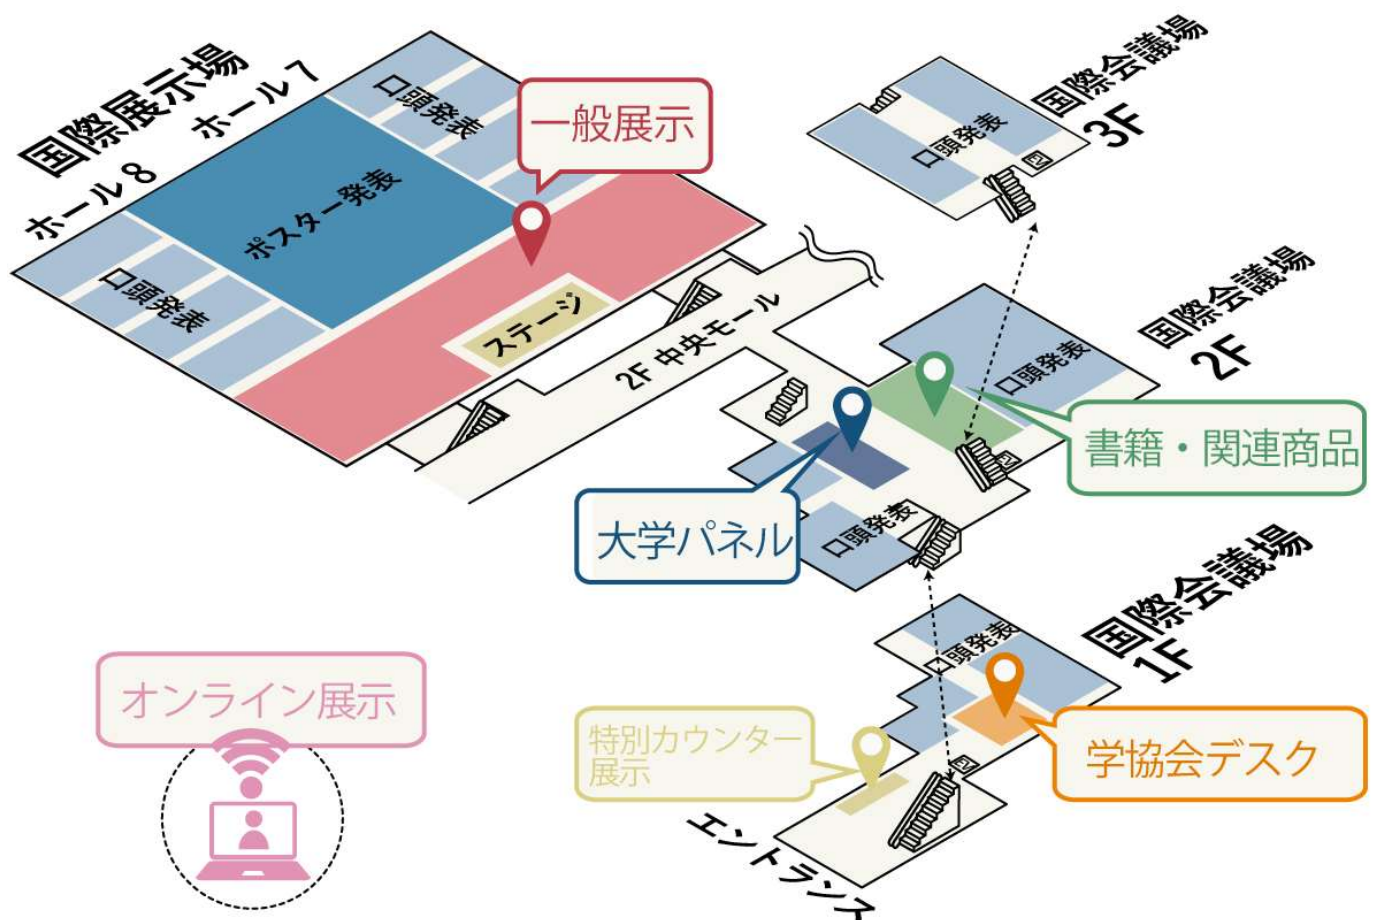 国際展示場
ホール 7
ホール 8
口頭発表
一般展示
ポスター発表
口頭発表
ステージ
2F 中央モール
国際会議場
3F
口頭発表
EV
国際会議場
2F
口頭発表
書籍・関連商品
EV
大学パネル
口頭発表
国際会議場
1F
口頭発表
学協会デスク
EV
特別カウンター
展示
エントランス
オンライン展示